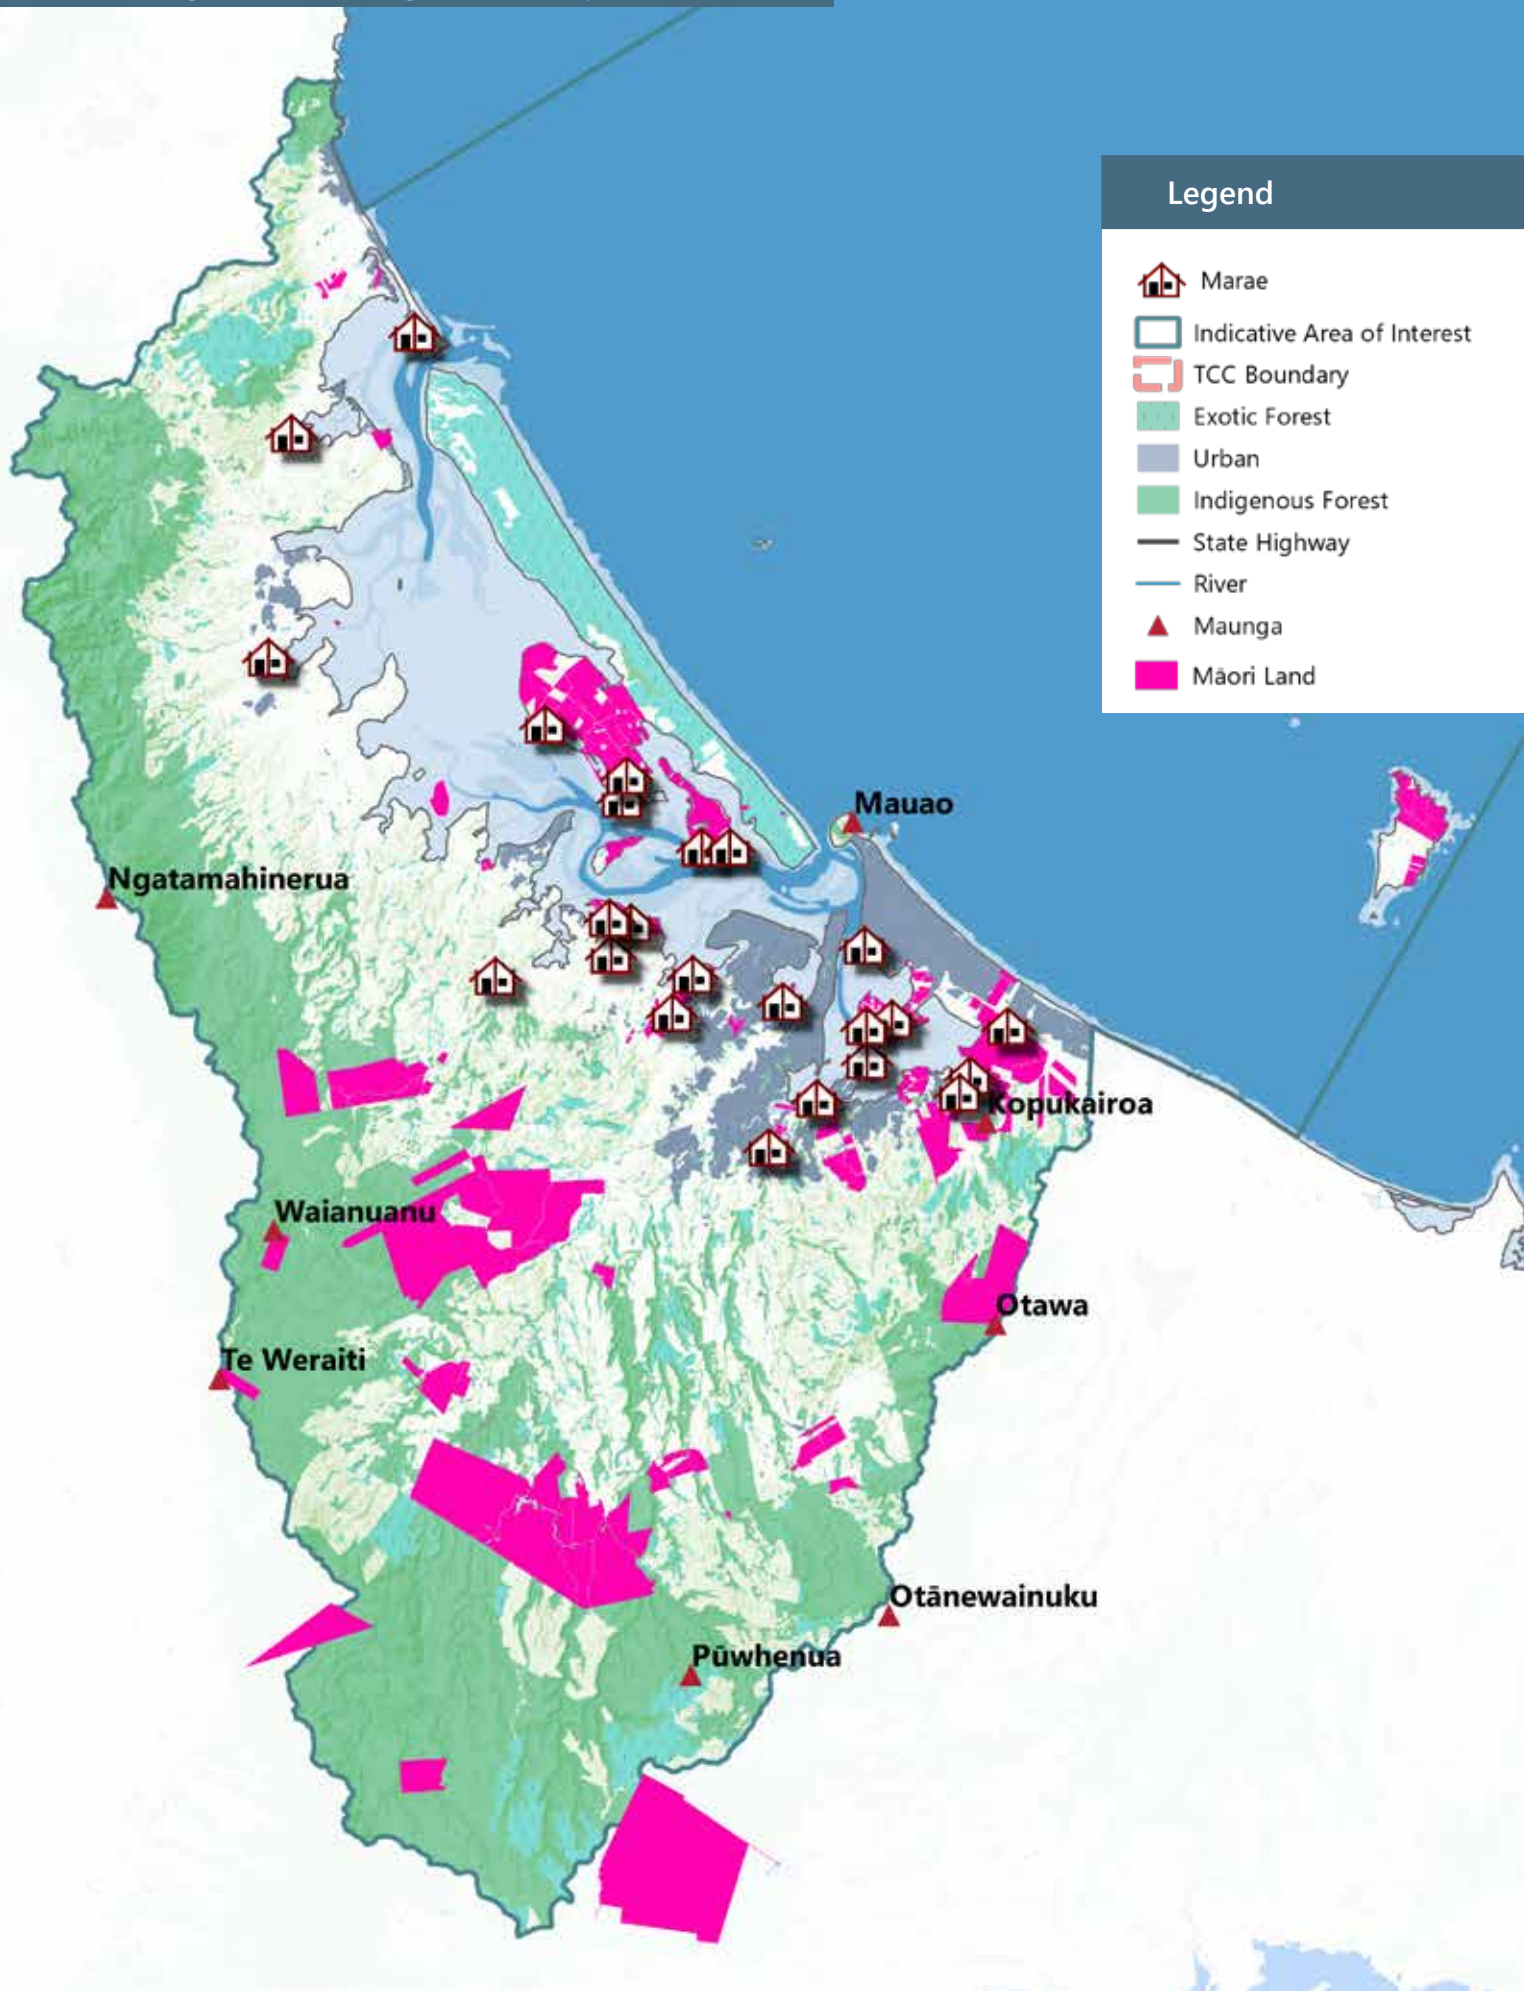 Legend
Marae
Indicative Area of Interest
TCC Boundary
Exotic Forest
Urban
Indigenous Forest
State Highway
River
Maunga
Māori Land
Mauao
Ngatamahinerua
Kopukairoa
Waianuanu
Otawa
Te Weraiti
Otānewainuku
Pūwhenua